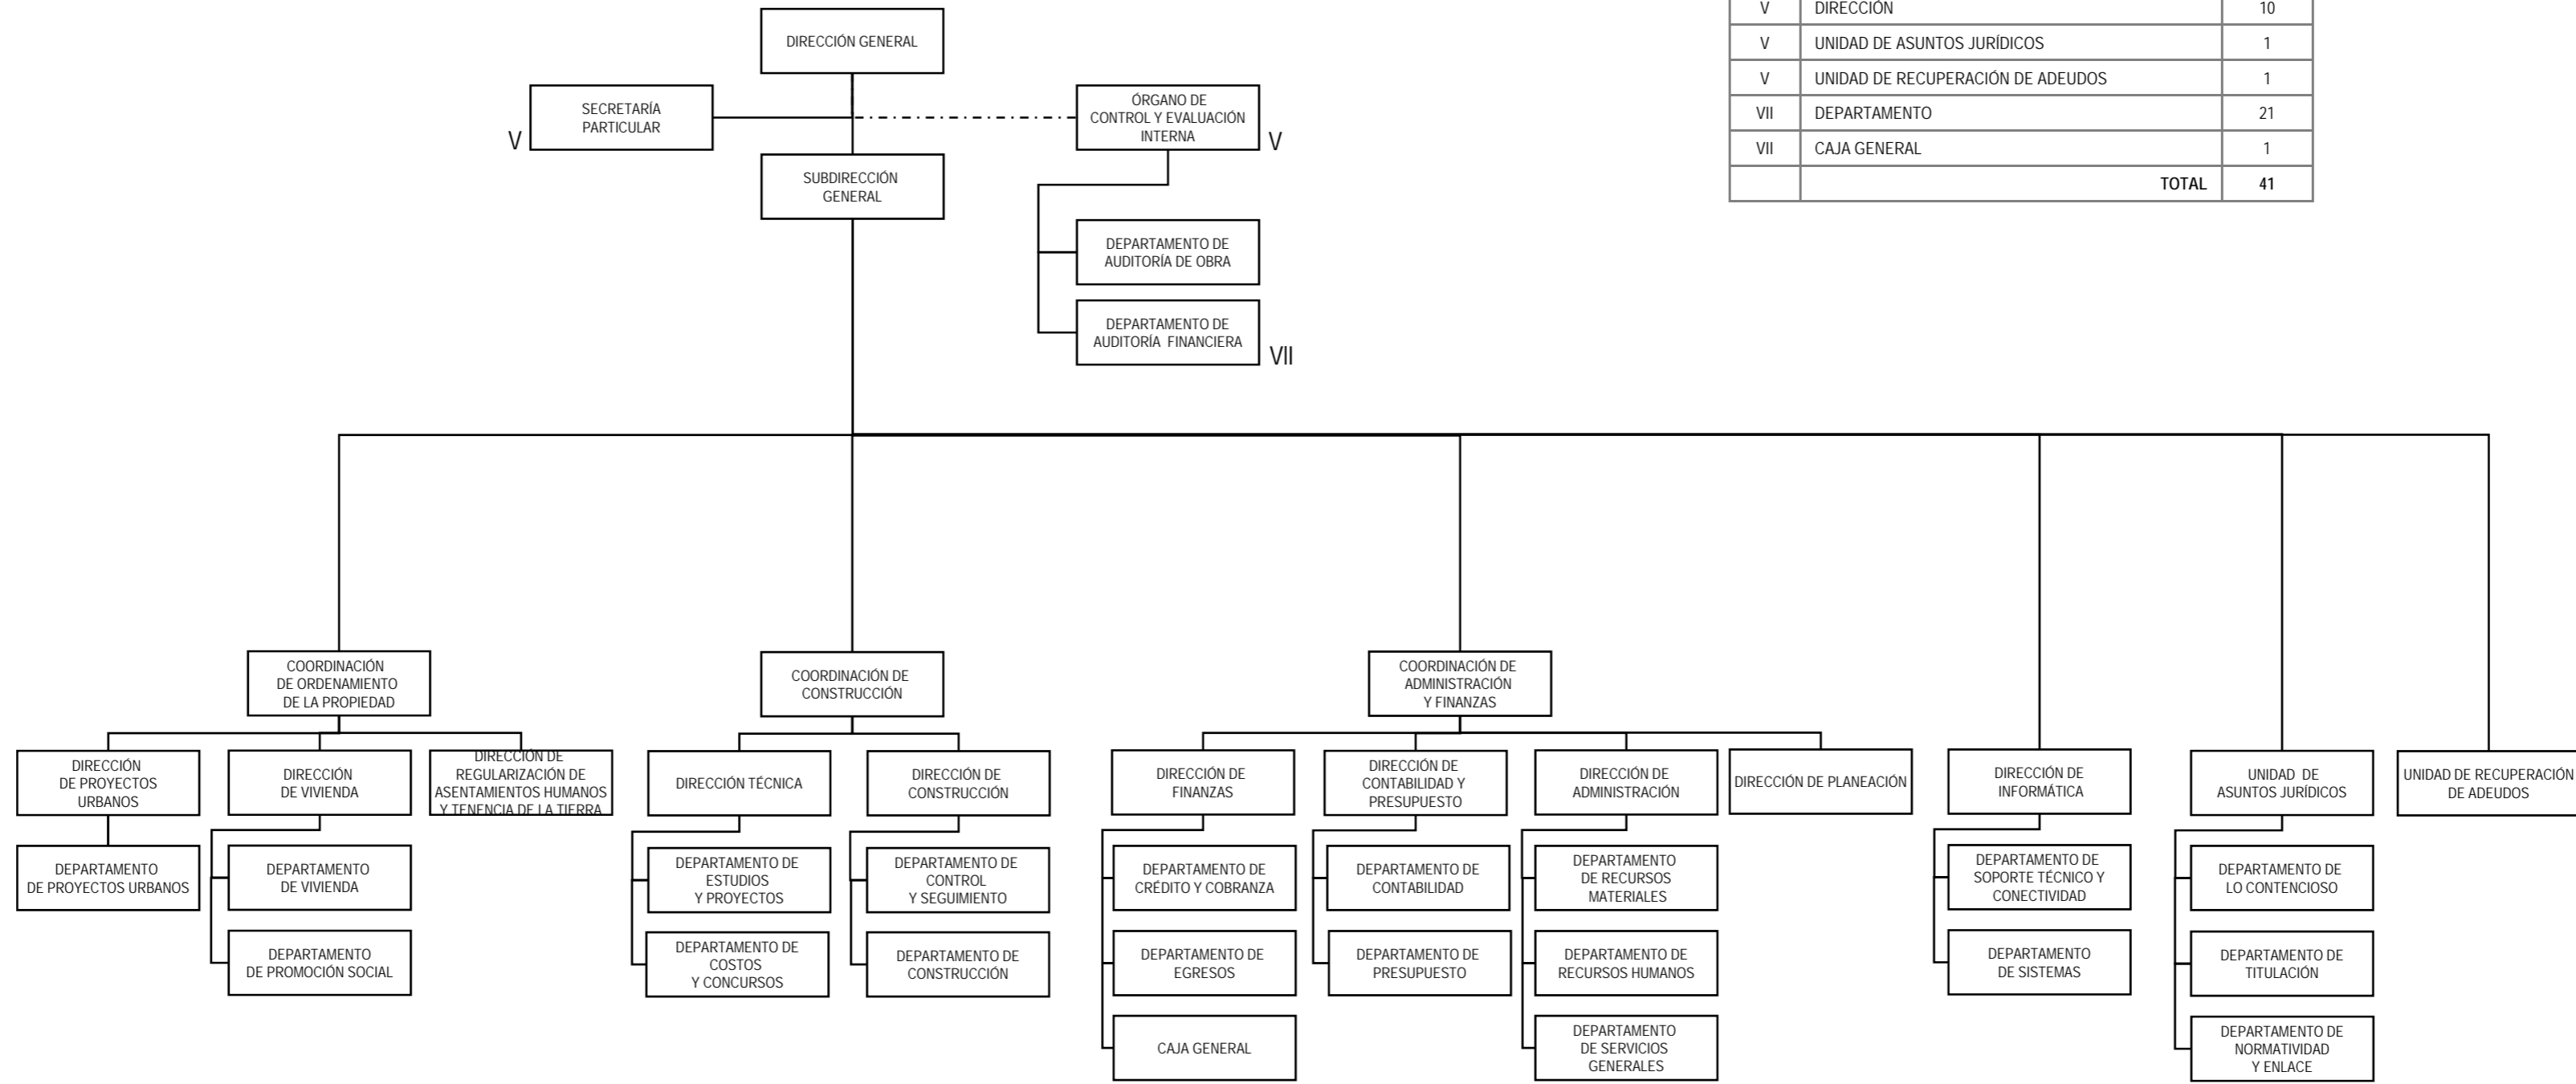 DIRECCIÓN GENERAL
V DIRECCIÓN 10
V UNIDAD DE ASUNTOS JURÍDICOS 1
V UNIDAD DE RECUPERACIÓN DE ADEUDOS 1
VII DEPARTAMENTO 21
VII CAJA GENERAL 1
TOTAL 41
SECRETARÍA
PARTICULAR
V
ÓRGANO DE
CONTROL Y EVALUACIÓN
INTERNA
V
SUBDIRECCIÓN
GENERAL
DEPARTAMENTO DE
AUDITORÍA DE OBRA
DEPARTAMENTO DE
AUDITORÍA FINANCIERA
VII
COORDINACIÓN
DE ORDENAMIENTO
DE LA PROPIEDAD
COORDINACIÓN DE
CONSTRUCCIÓN
COORDINACIÓN DE
ADMINISTRACIÓN
Y FINANZAS
DIRECCIÓN
DE PROYECTOS
URBANOS
DIRECCIÓN
DE VIVIENDA
DIRECCIÓN DE
REGULARIZACIÓN DE
ASENTAMIENTOS HUMANOS
Y TENENCIA DE LA TIERRA
DIRECCIÓN TÉCNICA
DIRECCIÓN DE
CONSTRUCCIÓN
DIRECCIÓN DE
FINANZAS
DIRECCIÓN DE
CONTABILIDAD Y
PRESUPUESTO
DIRECCIÓN DE
ADMINISTRACIÓN
DIRECCIÓN DE PLANEACIÓN
DIRECCIÓN DE
INFORMÁTICA
UNIDAD DE
ASUNTOS JURÍDICOS
UNIDAD DE RECUPERACIÓN
DE ADEUDOS
DEPARTAMENTO
DE PROYECTOS URBANOS
DEPARTAMENTO
DE VIVIENDA
DEPARTAMENTO
DE PROMOCIÓN SOCIAL
DEPARTAMENTO DE
ESTUDIOS
Y PROYECTOS
DEPARTAMENTO DE
COSTOS
Y CONCURSOS
DEPARTAMENTO DE
CONTROL
Y SEGUIMIENTO
DEPARTAMENTO DE
CONSTRUCCIÓN
DEPARTAMENTO DE
CRÉDITO Y COBRANZA
DEPARTAMENTO DE
EGRESOS
CAJA GENERAL
DEPARTAMENTO DE
CONTABILIDAD
DEPARTAMENTO DE
PRESUPUESTO
DEPARTAMENTO
DE RECURSOS
MATERIALES
DEPARTAMENTO DE
RECURSOS HUMANOS
DEPARTAMENTO
DE SERVICIOS
GENERALES
DEPARTAMENTO DE
SOPORTE TÉCNICO Y
CONECTIVIDAD
DEPARTAMENTO
DE SISTEMAS
DEPARTAMENTO DE
LO CONTENCIOSO
DEPARTAMENTO DE
TITULACIÓN
DEPARTAMENTO DE
NORMATIVIDAD
Y ENLACE